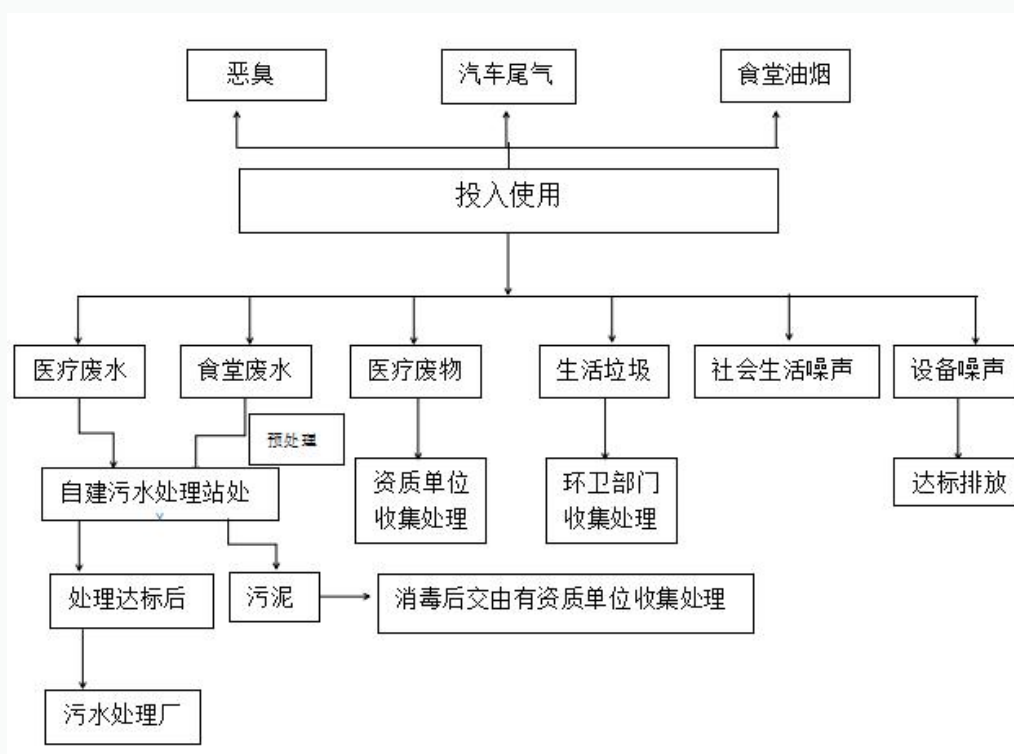 恶臭
汽车尾气
食堂油烟
投入使用
医疗废水
食堂废水
医疗废物
生活垃圾
社会生活噪声
设备噪声
预处理
自建污水处理站处
资质单位
收集处理
环卫部门
收集处理
达标排放
处理达标后
污泥
消毒后交由有资质单位收集处理
污水处理厂